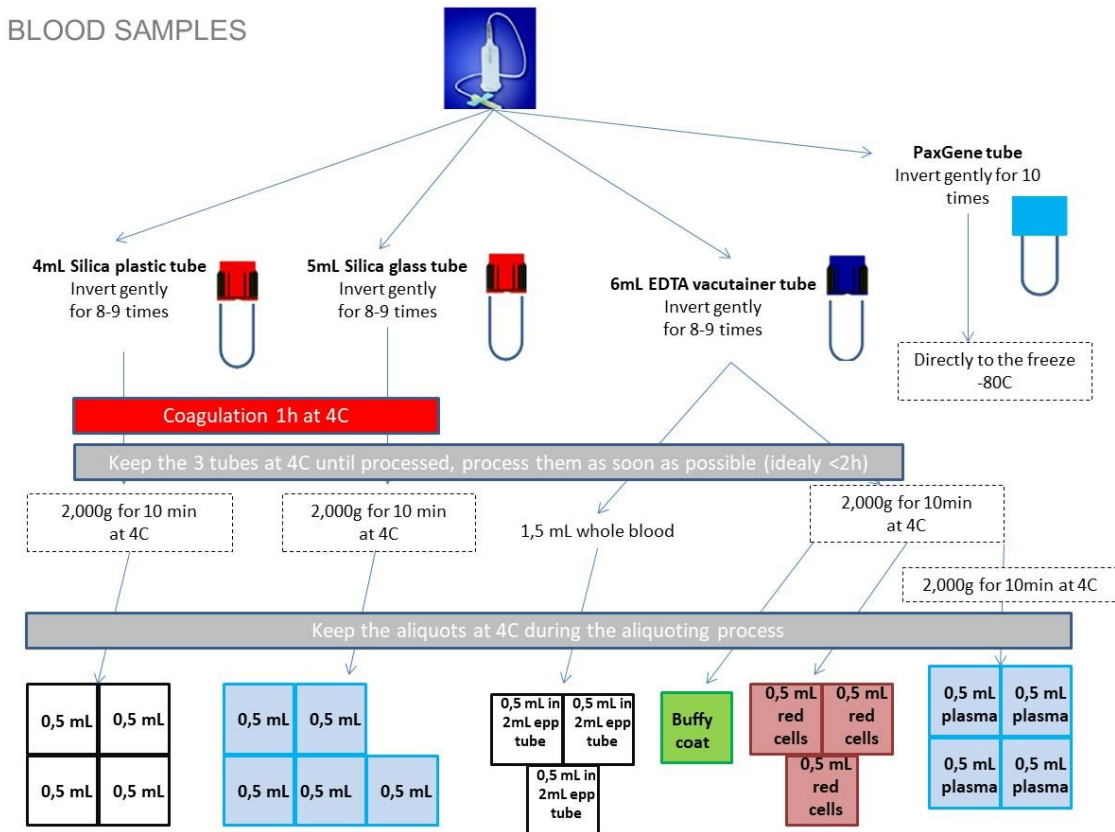 BLOOD SAMPLES
PaxGene tube
Invert gently for 10
times
4mL Silica plastic tube
Invert gently
for 8-9 times
5mL Silica glass tube
Invert gently
for 8-9 times
6mL EDTA vacutainer tube
Invert gently
for 8-9 times
Directly to the freeze
-80C
Coagulation 1h at 4C
Keep the 3 tubes at 4C until processed, process them as soon as possible (idealy <2h)
2,000g for 10 min
at 4C
2,000g for 10 min
at 4C
1,5 mL whole blood
2,000g for 10min
at 4C
2,000g for 10min at 4C
Keep the aliquots at 4C during the aliquoting process
0,5 mL
0,5 mL
0,5 mL
0,5 mL
0,5 mL
0,5 mL
0,5 mL
0,5 mL
0,5 mL
0,5 mL in
2mL epp
tube
0,5 mL in
2mL epp
tube
0,5 mL in
2mL epp
tube
Buffy
coat
0,5 mL
red
cells
0,5 mL
red
cells
0,5 mL
red
cells
0,5 mL
plasma
0,5 mL
plasma
0,5 mL
plasma
0,5 mL
plasma